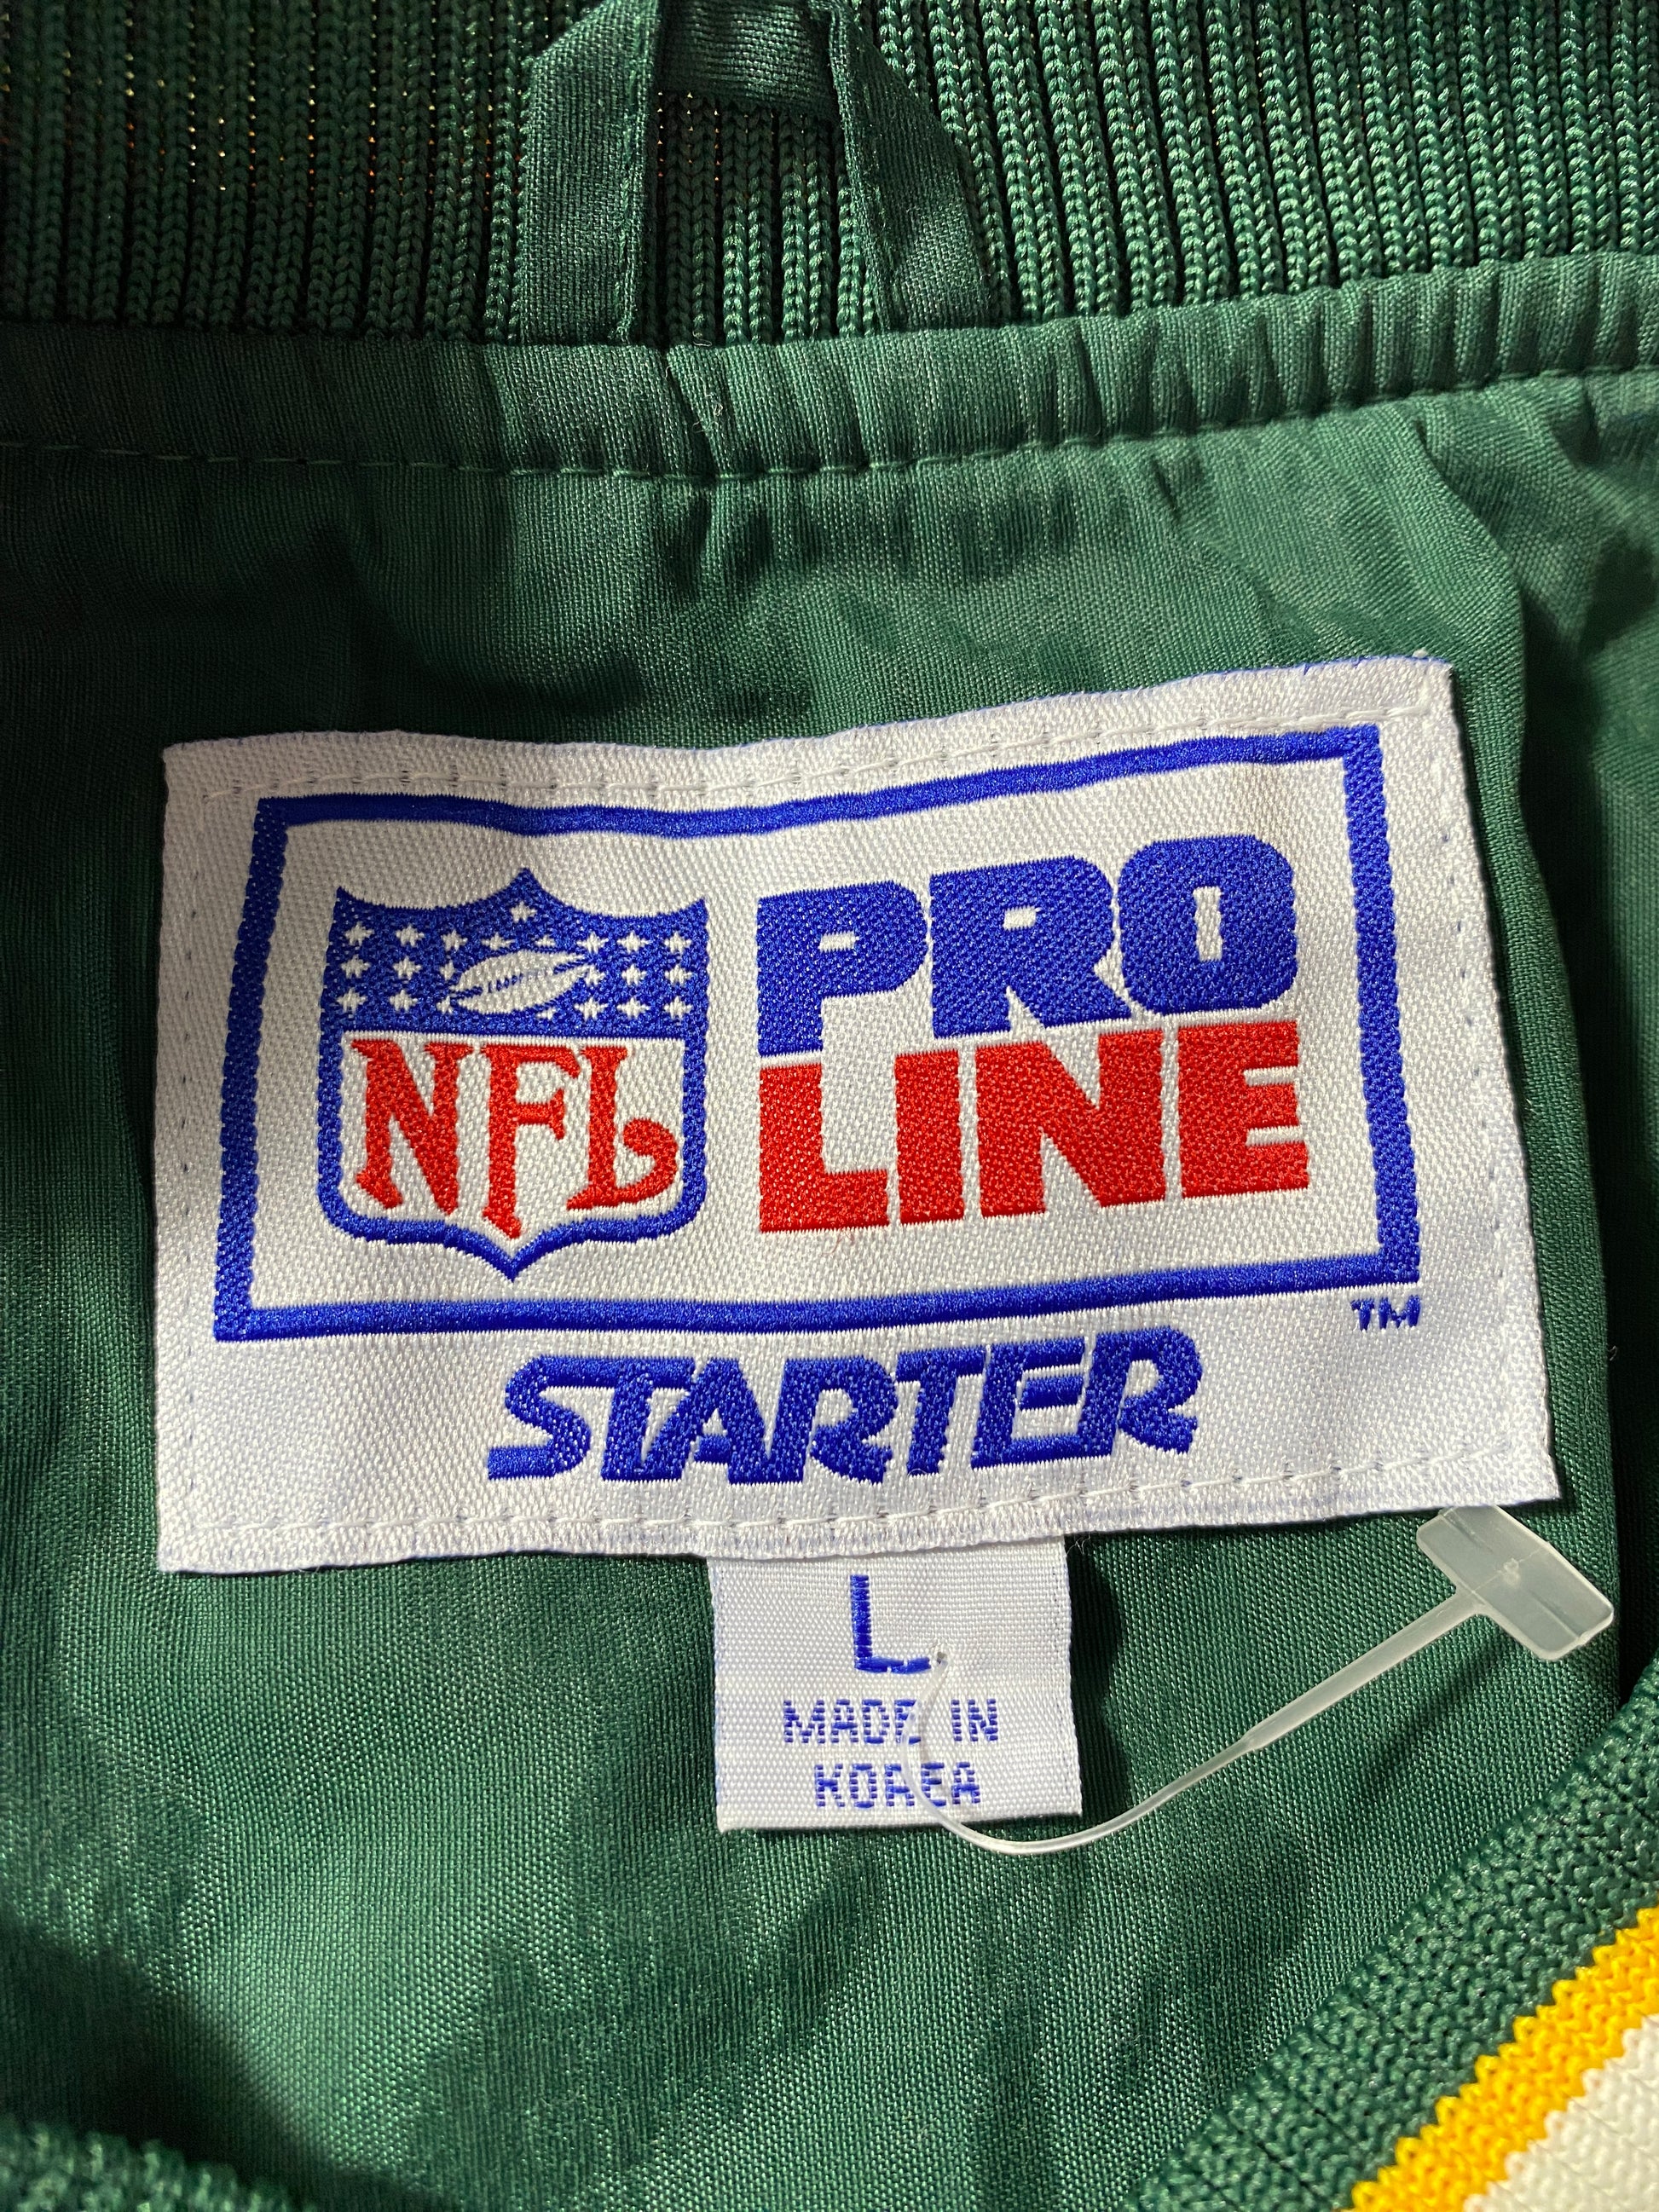 NFL
PRO
LINE
TM
STARTER
L
MADE IN
KOREA